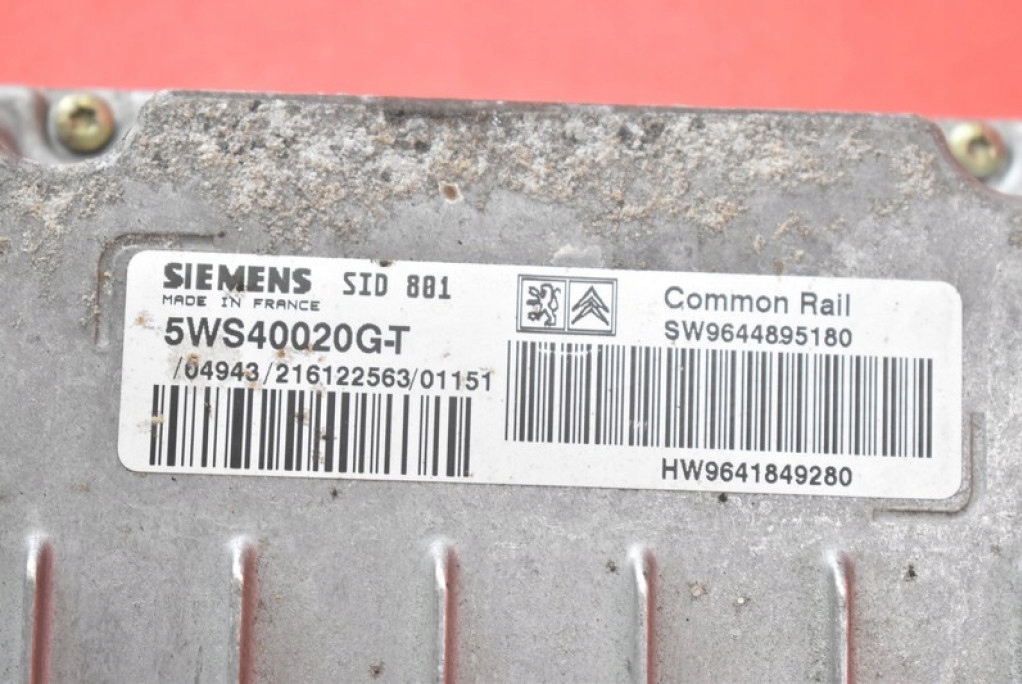 SIEMENS SID 801
MADE IN FRANCE
5WS40020G-T
/04943/216122563/01151
Common Rail
SW9644895180
HW9641849280